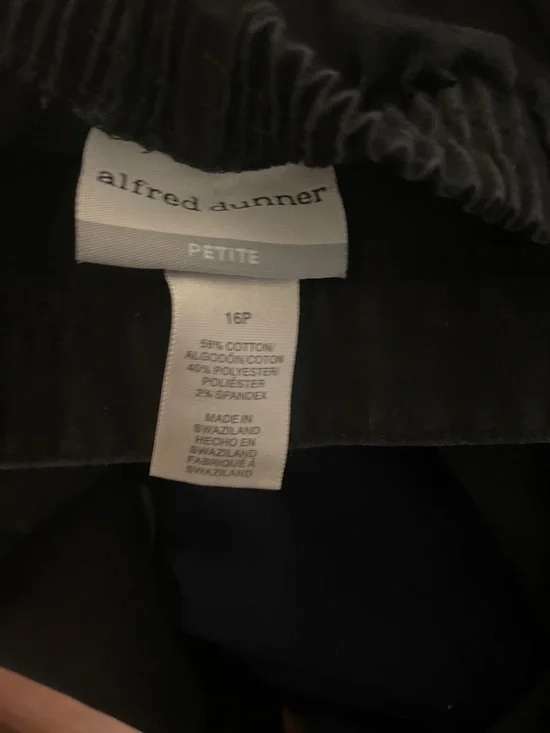 alfred dunner
PETITE
16P
58% COTTON/
ALGODÓN/COTON
40% POLYESTER/
POLIÉSTER
2% SPANDEX
MADE IN
SWAZILAND
HECHO EN
SWAZILAND
FABRIQUÉ À
SWAZILAND